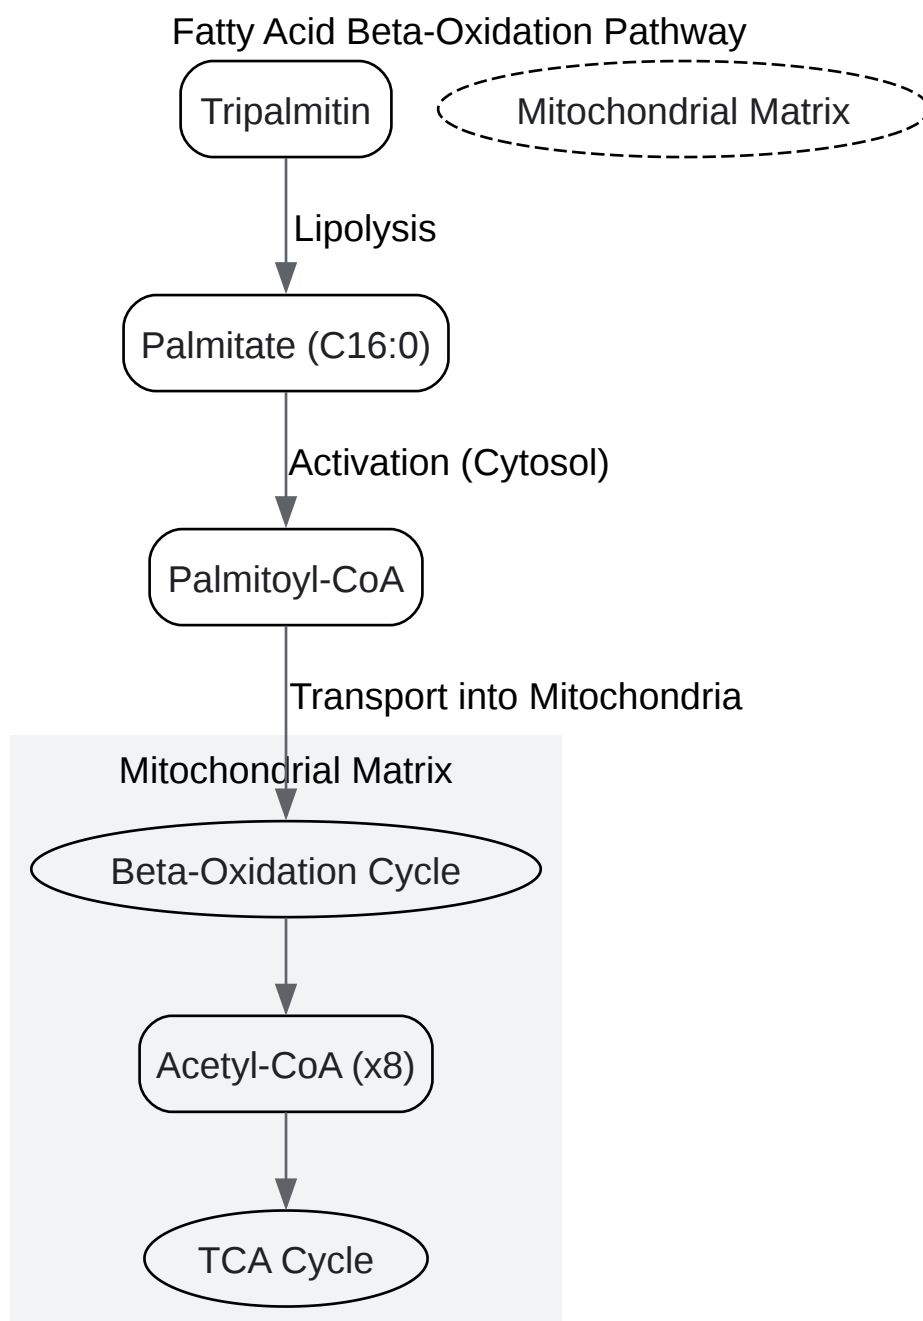 Fatty Acid Beta-Oxidation Pathway
Tripalmitin
Mitochondrial Matrix
Lipolysis
Palmitate (C16:0)
Activation (Cytosol)
Palmitoyl-CoA
Transport into Mitochondria
Mitochondrial Matrix
Beta-Oxidation Cycle
Acetyl-CoA (x8)
TCA Cycle